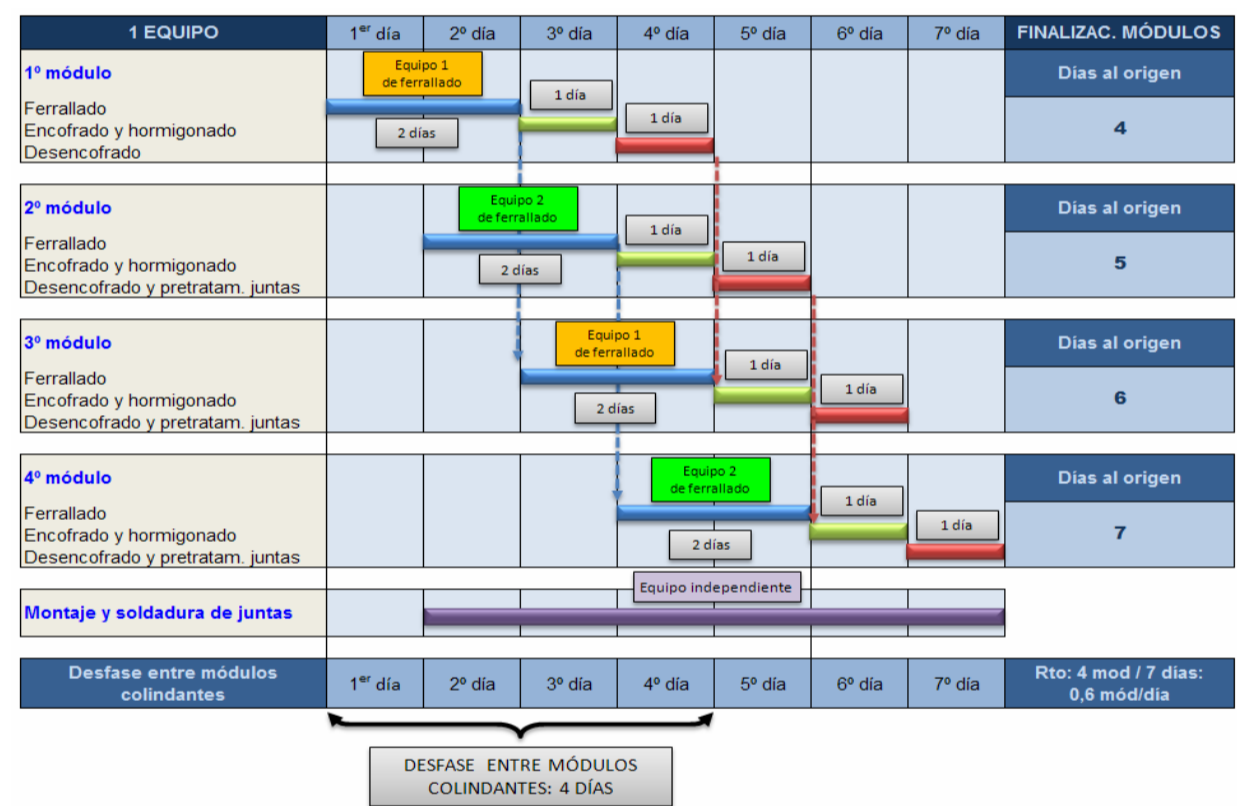 1 EQUIPO
1er día
2º día
3º día
4º día
5º día
6º día
7º día
FINALIZAC. MÓDULOS
1º módulo
Ferrallado
Encofrado y hormigonado
Desencofrado
Equipo 1
de ferrallado
2 días
1 día
1 día
Días al origen
4
2º módulo
Ferrallado
Encofrado y hormigonado
Desencofrado y pretratam. juntas
Equipo 2
de ferrallado
2 días
1 día
1 día
Días al origen
5
3º módulo
Ferrallado
Encofrado y hormigonado
Desencofrado y pretratam. juntas
Equipo 1
de ferrallado
2 días
1 día
1 día
Días al origen
6
4º módulo
Ferrallado
Encofrado y hormigonado
Desencofrado y pretratam. juntas
Equipo 2
de ferrallado
2 días
1 día
1 día
Días al origen
7
Montaje y soldadura de juntas
Equipo independiente
Desfase entre módulos
colindantes
1er día
2º día
3º día
4º día
5º día
6º día
7º día
Rto: 4 mod / 7 días:
0,6 mód/día
DESFASE ENTRE MÓDULOS
COLINDANTES: 4 DÍAS